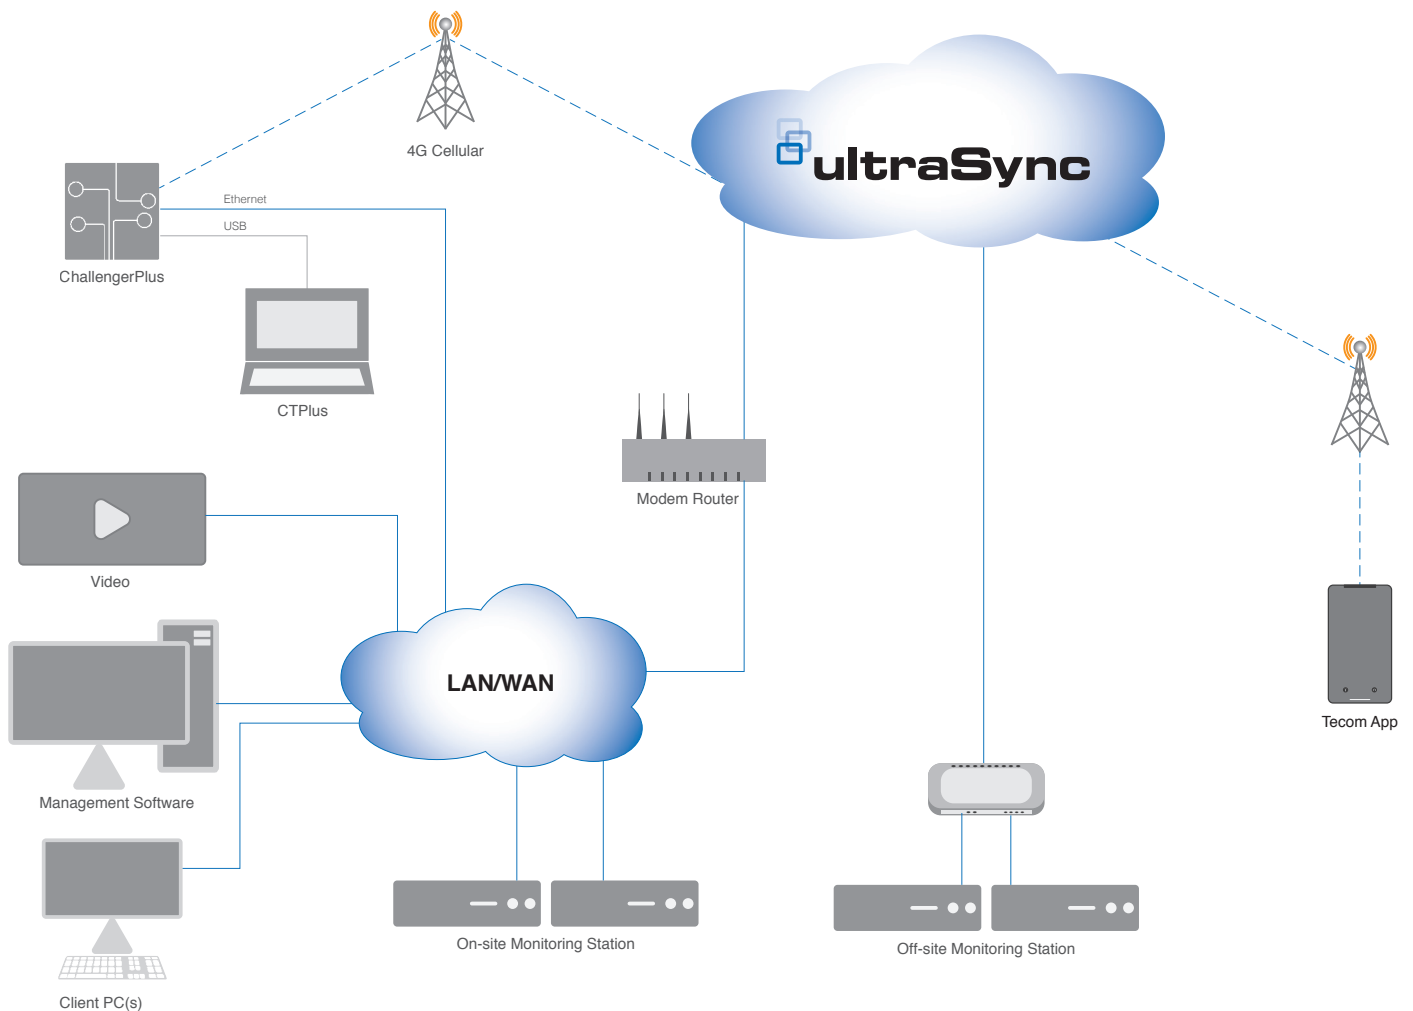 4G Cellular
ultraSync
Ethernet
USB
ChallengerPlus
CTPlus
Modem Router
Video
LAN/WAN
Tecom App
Management Software
On-site Monitoring Station
Off-site Monitoring Station
Client PC(s)